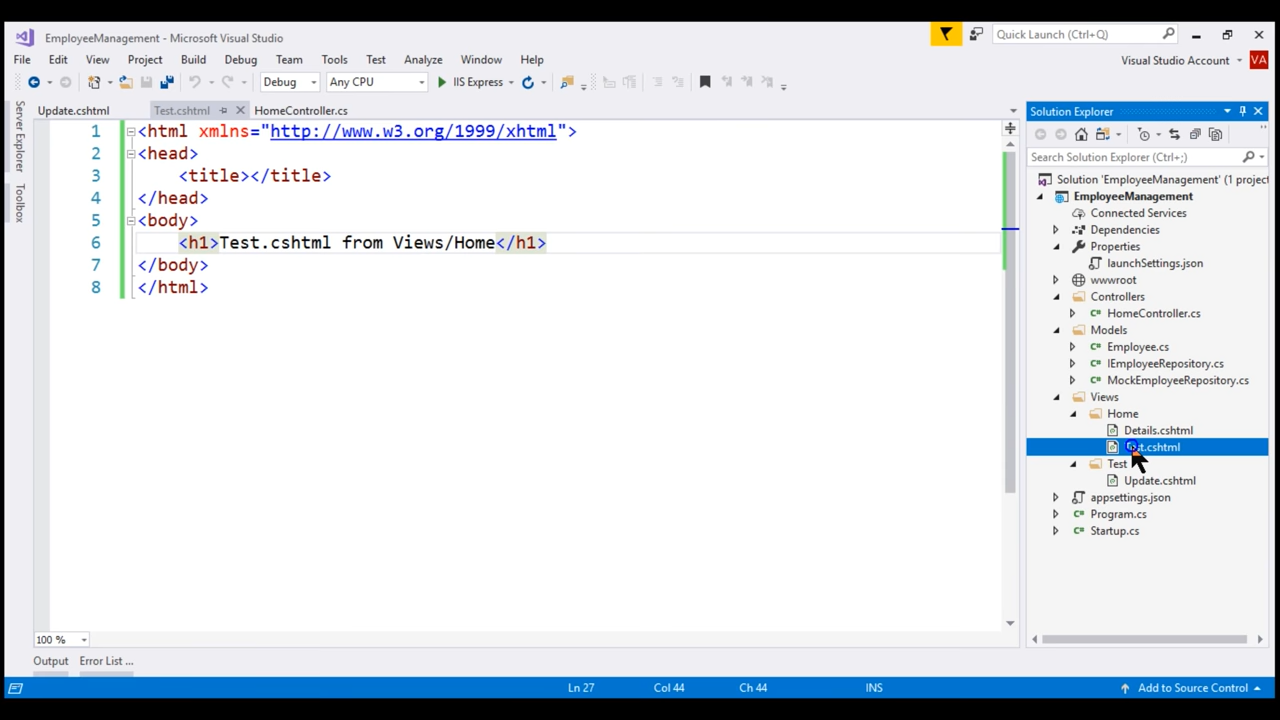 EmployeeManagement - Microsoft Visual Studio
Quick Launch (Ctrl+Q)
File Edit View Project Build Debug Team Tools Test Analyze Window Help
Visual Studio Account VA
Debug Any CPU IIS Express
Update.cshtml Test.cshtml HomeController.cs
Server Explorer
Toolbox
1 <html xmlns="http://www.w3.org/1999/xhtml">
2 <head>
3 <title></title>
4 </head>
5 <body>
6 <h1>Test.cshtml from Views/Home</h1>
7 </body>
8 </html>
100 %
Solution Explorer
Search Solution Explorer (Ctrl+;)
Solution 'EmployeeManagement' (1 project
EmployeeManagement
Connected Services
Dependencies
Properties
launchSettings.json
wwwroot
Controllers
HomeController.cs
Models
Employee.cs
IEmployeeRepository.cs
MockEmployeeRepository.cs
Views
Home
Details.cshtml
Test.cshtml
Test
Update.cshtml
appsettings.json
Program.cs
Startup.cs
Output Error List ...
Ln 27 Col 44 Ch 44 INS Add to Source Control